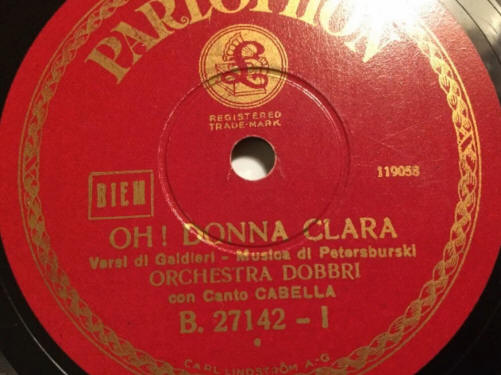 PARLOPHON
£
REGISTERED
TRADE-MARK
119058
BIEM
OH! DONNA CLARA
Versi di Galdieri - Musica di Petersburski
ORCHESTRA DOBBRI
con Canto CABELLA
B. 27142 - I
CARL LINDSTRÖM A-G